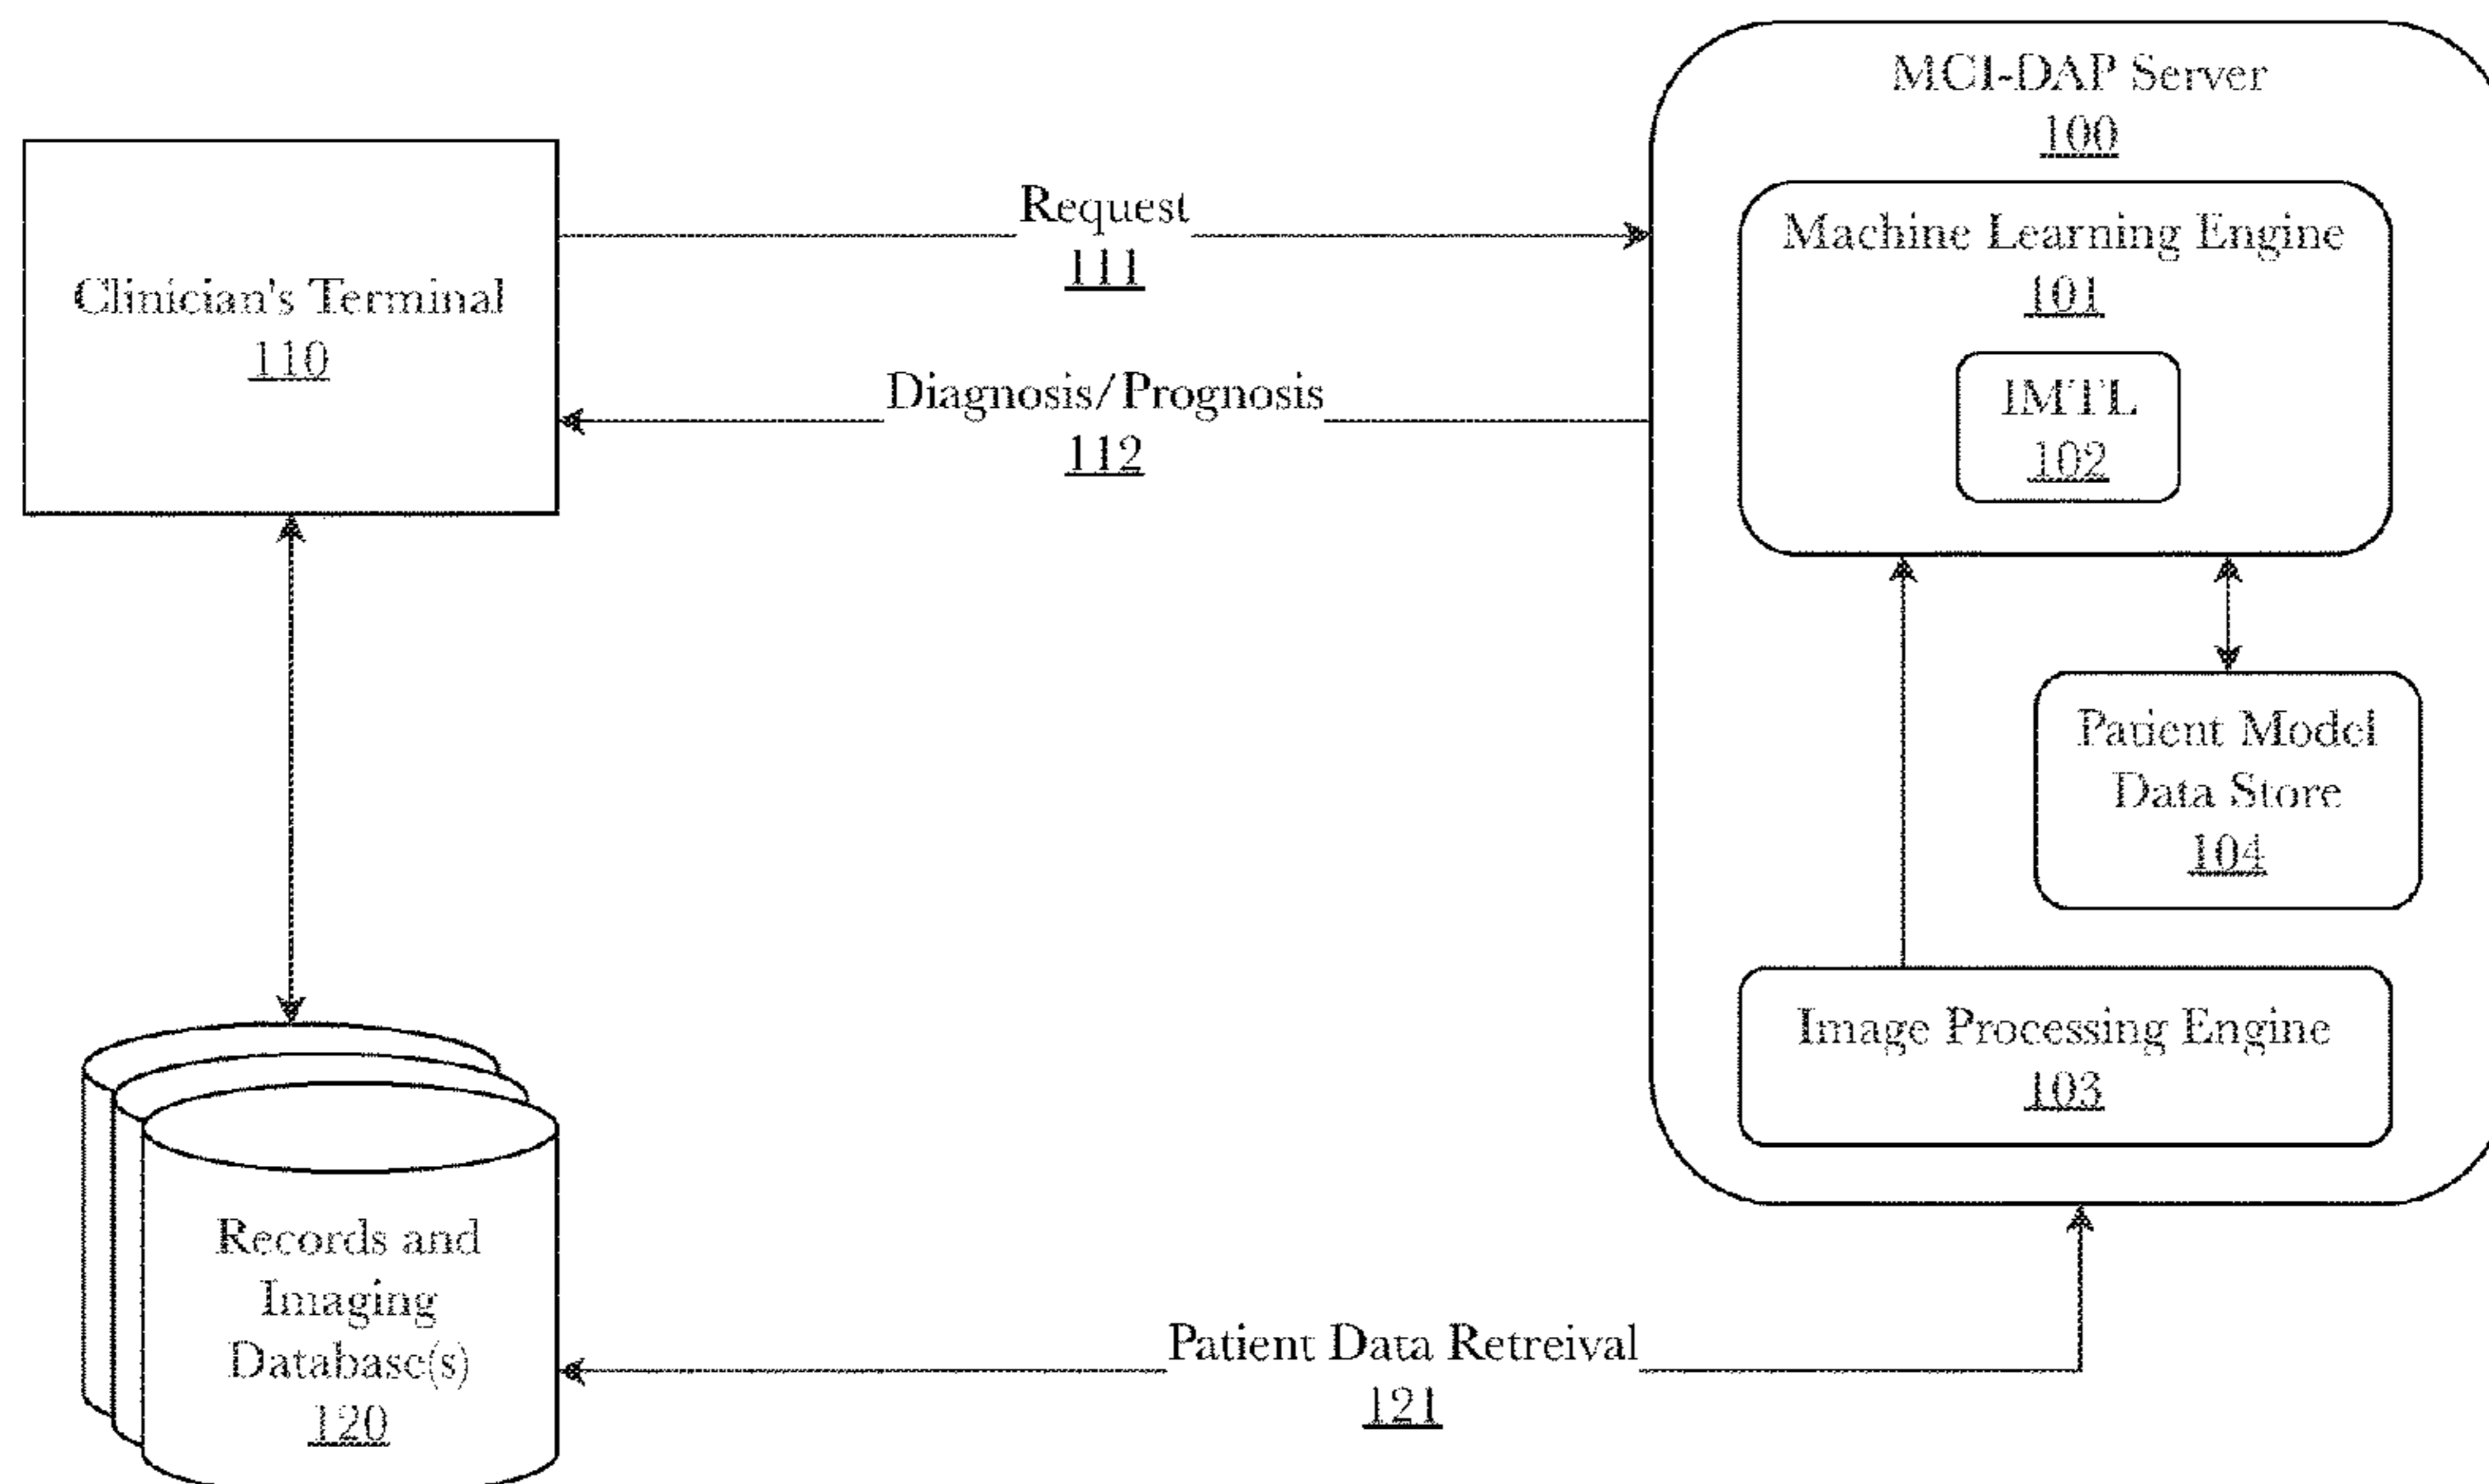 MCI-DAP Server
100
Clinician's Terminal
110
Request
111
Diagnosis/Prognosis
112
Machine Learning Engine
101
IMTL
102
Patient Model
Data Store
104
Image Processing Engine
103
Records and
Imaging
Database(s)
120
Patient Data Retreival
121